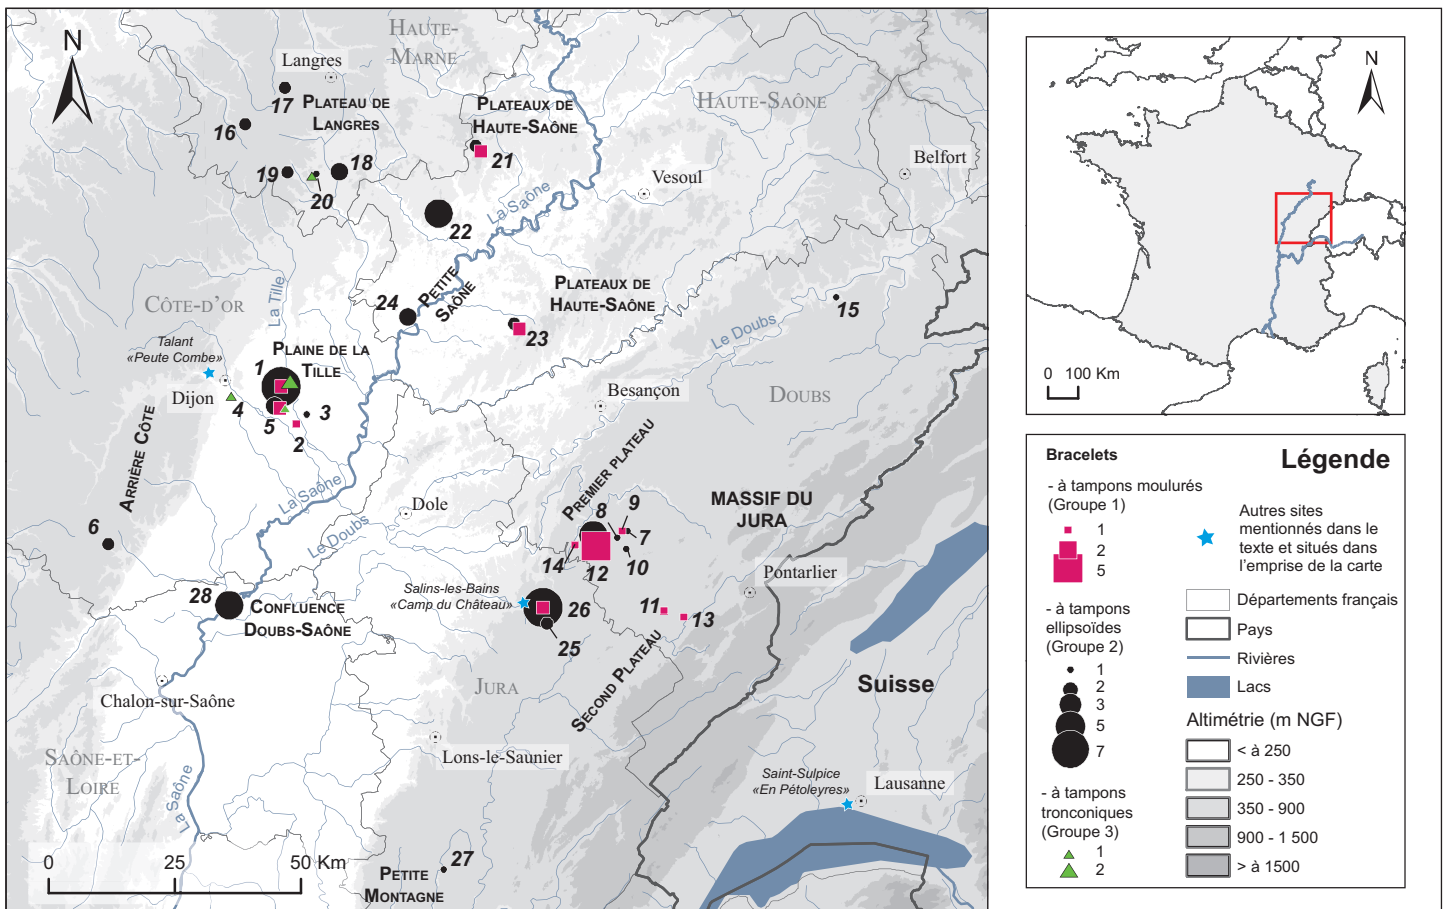 N
HAUTE-
MARNE
Langres
17
PLATEAU DE
LANGRES
16
PLATEAUX DE
HAUTE-SAÔNE
HAUTE-SAÔNE
21
19
18
20
Belfort
Vesoul
La Saône
22
La Tille
CÔTE-D'OR
24
PETITE
SAÔNE
PLATEAUX DE
HAUTE-SAÔNE
15
23
Le Doubs
Talant
«Peute Combe»
1
PLAINE DE LA
TILLE
Dijon
4
5
3
2
Besançon
DOUBS
ARRIÈRE CÔTE
La Saône
Dole
Le Doubs
PREMIER PLATEAU
MASSIF DU
JURA
6
8
9
7
10
14
12
Pontarlier
28
CONFLUENCE
DOUBS-SAÔNE
Salins-les-Bains
«Camp du Château»
26
25
11
13
SECOND PLATEAU
JURA
Suisse
Chalon-sur-Saône
SAÔNE-ET-
LOIRE
La Saône
Lons-le-Saunier
Saint-Sulpice
«En Pétoleyres»
Lausanne
27
PETITE
MONTAGNE
0 25 50 Km
N
0 100 Km
Légende
Bracelets
- à tampons moulurés
(Groupe 1)
1
2
5
- à tampons
ellipsoïdes
(Groupe 2)
1
2
3
5
7
- à tampons
tronconiques
(Groupe 3)
1
2
Autres sites
mentionnés dans le
texte et situés dans
l'emprise de la carte
Départements français
Pays
Rivières
Lacs
Altimétrie (m NGF)
< à 250
250 - 350
350 - 900
900 - 1 500
> à 1500